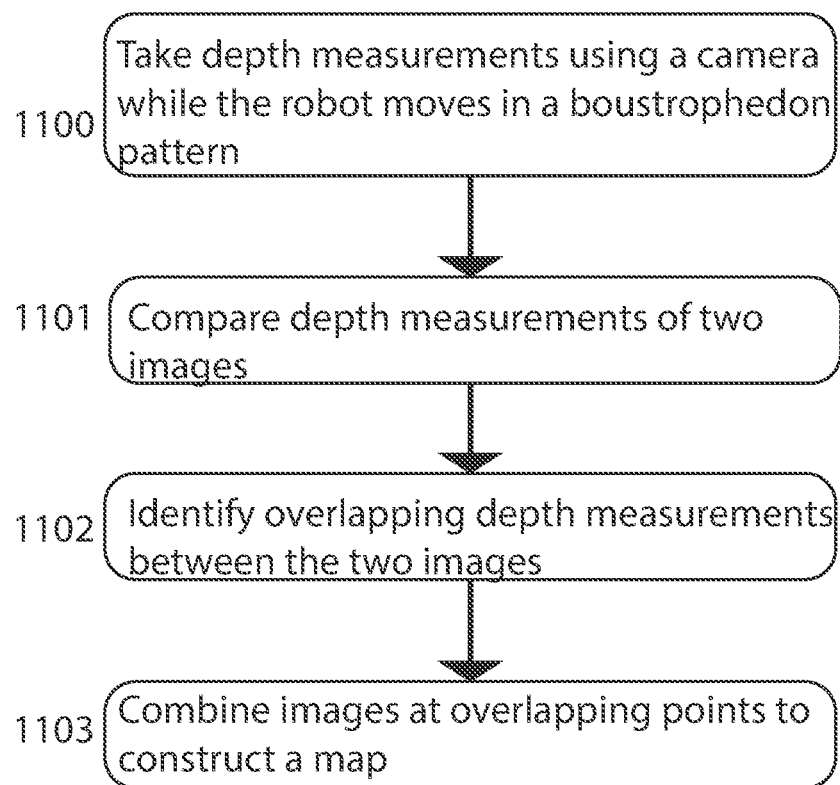 Take depth measurements using a camera
1100 while the robot moves in a boustrophedon
pattern
1101 Compare depth measurements of two
images
1102 Identify overlapping depth measurements
between the two images
1103 Combine images at overlapping points to
construct a map